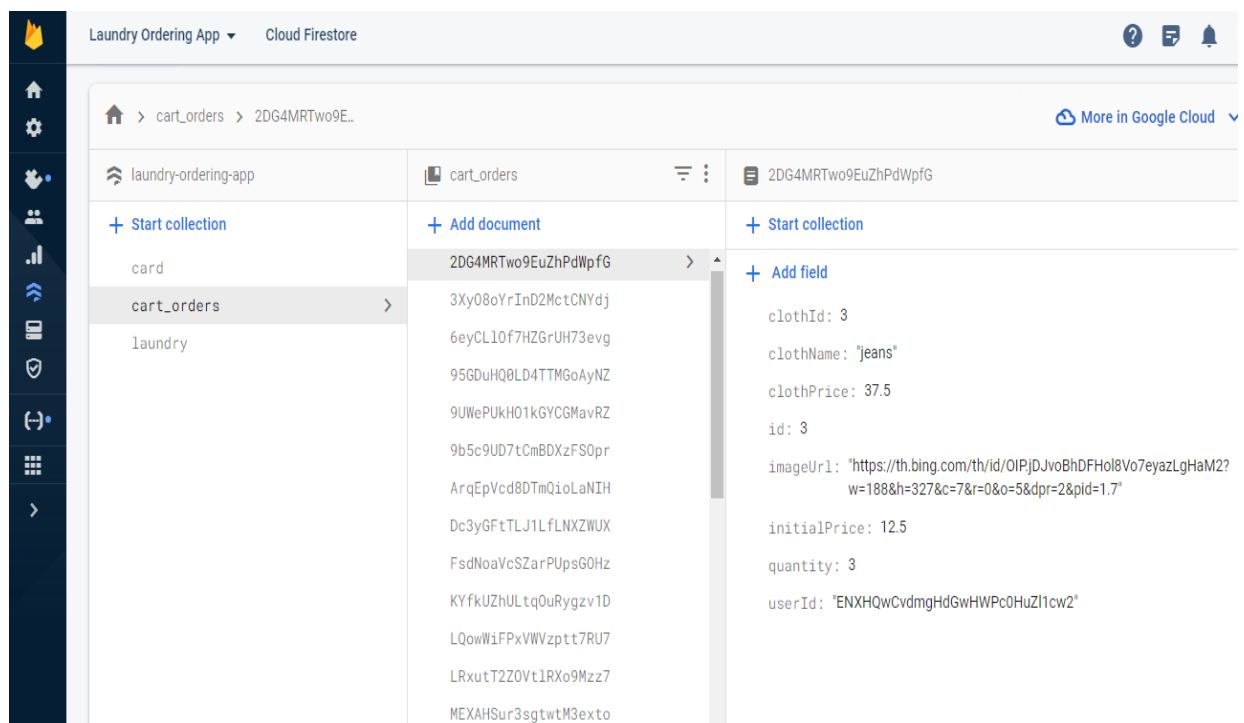 Laundry Ordering App Cloud Firestore
cart_orders 2DG4MRTwo9E…
More in Google Cloud
laundry-ordering-app
cart_orders
2DG4MRTwo9EuZhPdWpfG
+ Start collection
+ Add document
+ Start collection
card
cart_orders
laundry
2DG4MRTwo9EuZhPdWpfG
3XyO8oYrInD2MctCNYdj
6eyCLlOf7HZGrUH73evg
95GDuHQ0LD4TTMGoAyNZ
9UWePUkHO1kGYCGMavRZ
9b5c9UD7tCmBDXzFSOpr
ArqEpVcd8DTmQioLaNIH
Dc3yGFtTLJ1LfLNXZWUX
FsdNoaVcSZarPUpsGOHz
KYfkUZhULtqOuRygzv1D
LQowWiFPxVWVzptt7RU7
LRxutT2ZOVtlRXo9Mzz7
MEXAHSur3sgtwtM3exto
+ Add field
clothId: 3
clothName: "jeans"
clothPrice: 37.5
id: 3
imageUrl: "https://th.bing.com/th/id/OIP.jDJvoBhDFHol8Vo7eyazLgHaM2?
w=188&h=327&c=7&r=0&o=5&dpr=2&pid=1.7"
initialPrice: 12.5
quantity: 3
userId: "ENXHQwCvdmgHdGwHWPc0HuZl1cw2"